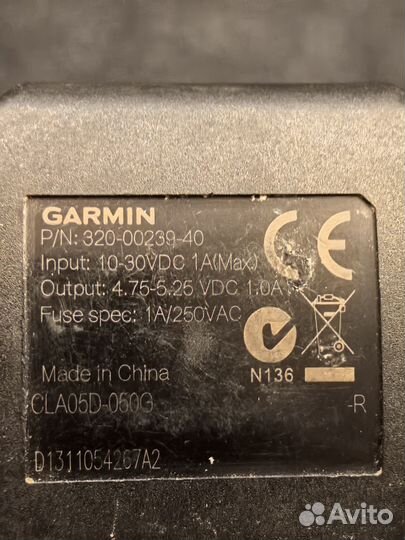 GARMIN
P/N: 320-00239-40
Input: 10-30VDC 1A(Max)
Output: 4.75-5.25 VDC 1.0A
Fuse spec: 1A/250VAC
CE
N136
Made in China
CLA05D-050G -R
D1311054267A2
Avito